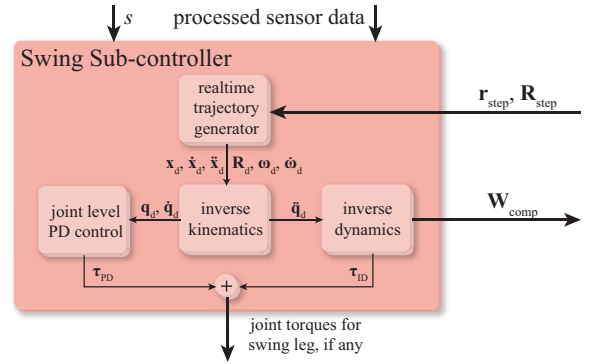 s processed sensor data
Swing Sub-controller
realtime
trajectory
generator
r_step, R_step
x_d, ẋ_d, ẍ_d R_d, ω_d, ω̇_d
joint level
PD control
q_d, q̇_d
inverse
kinematics
q̈_d
inverse
dynamics
W_comp
τ_PD
τ_ID
+
joint torques for
swing leg, if any